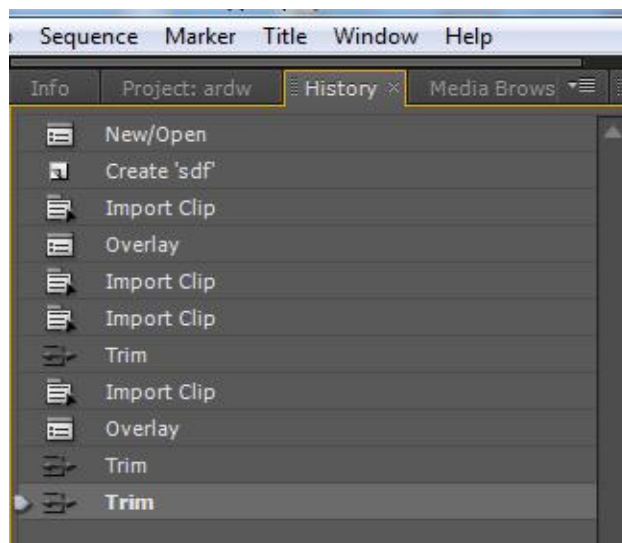 Sequence Marker Title Window Help
Info Project: ardw History × Media Brows
New/Open
Create 'sdf'
Import Clip
Overlay
Import Clip
Import Clip
Trim
Import Clip
Overlay
Trim
Trim